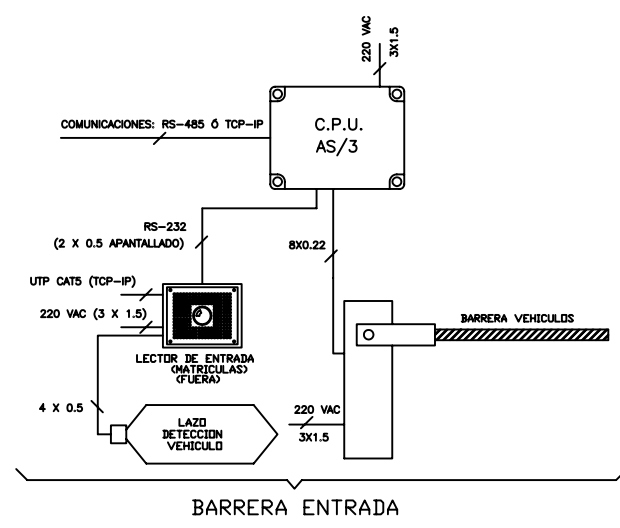 220 VAC
3X1.5
C.P.U.
AS/3
COMUNICACIONES: RS-485 Ó TCP-IP
RS-232
(2 X 0.5 APANTALLADO)
8X0.22
UTP CAT5 (TCP-IP)
220 VAC (3 X 1.5)
BARRERA VEHICULOS
LECTOR DE ENTRADA
(MATRICULAS)
(FUERA)
4 X 0.5
LAZO
DETECCION
VEHICULO
220 VAC
3X1.5
BARRERA ENTRADA